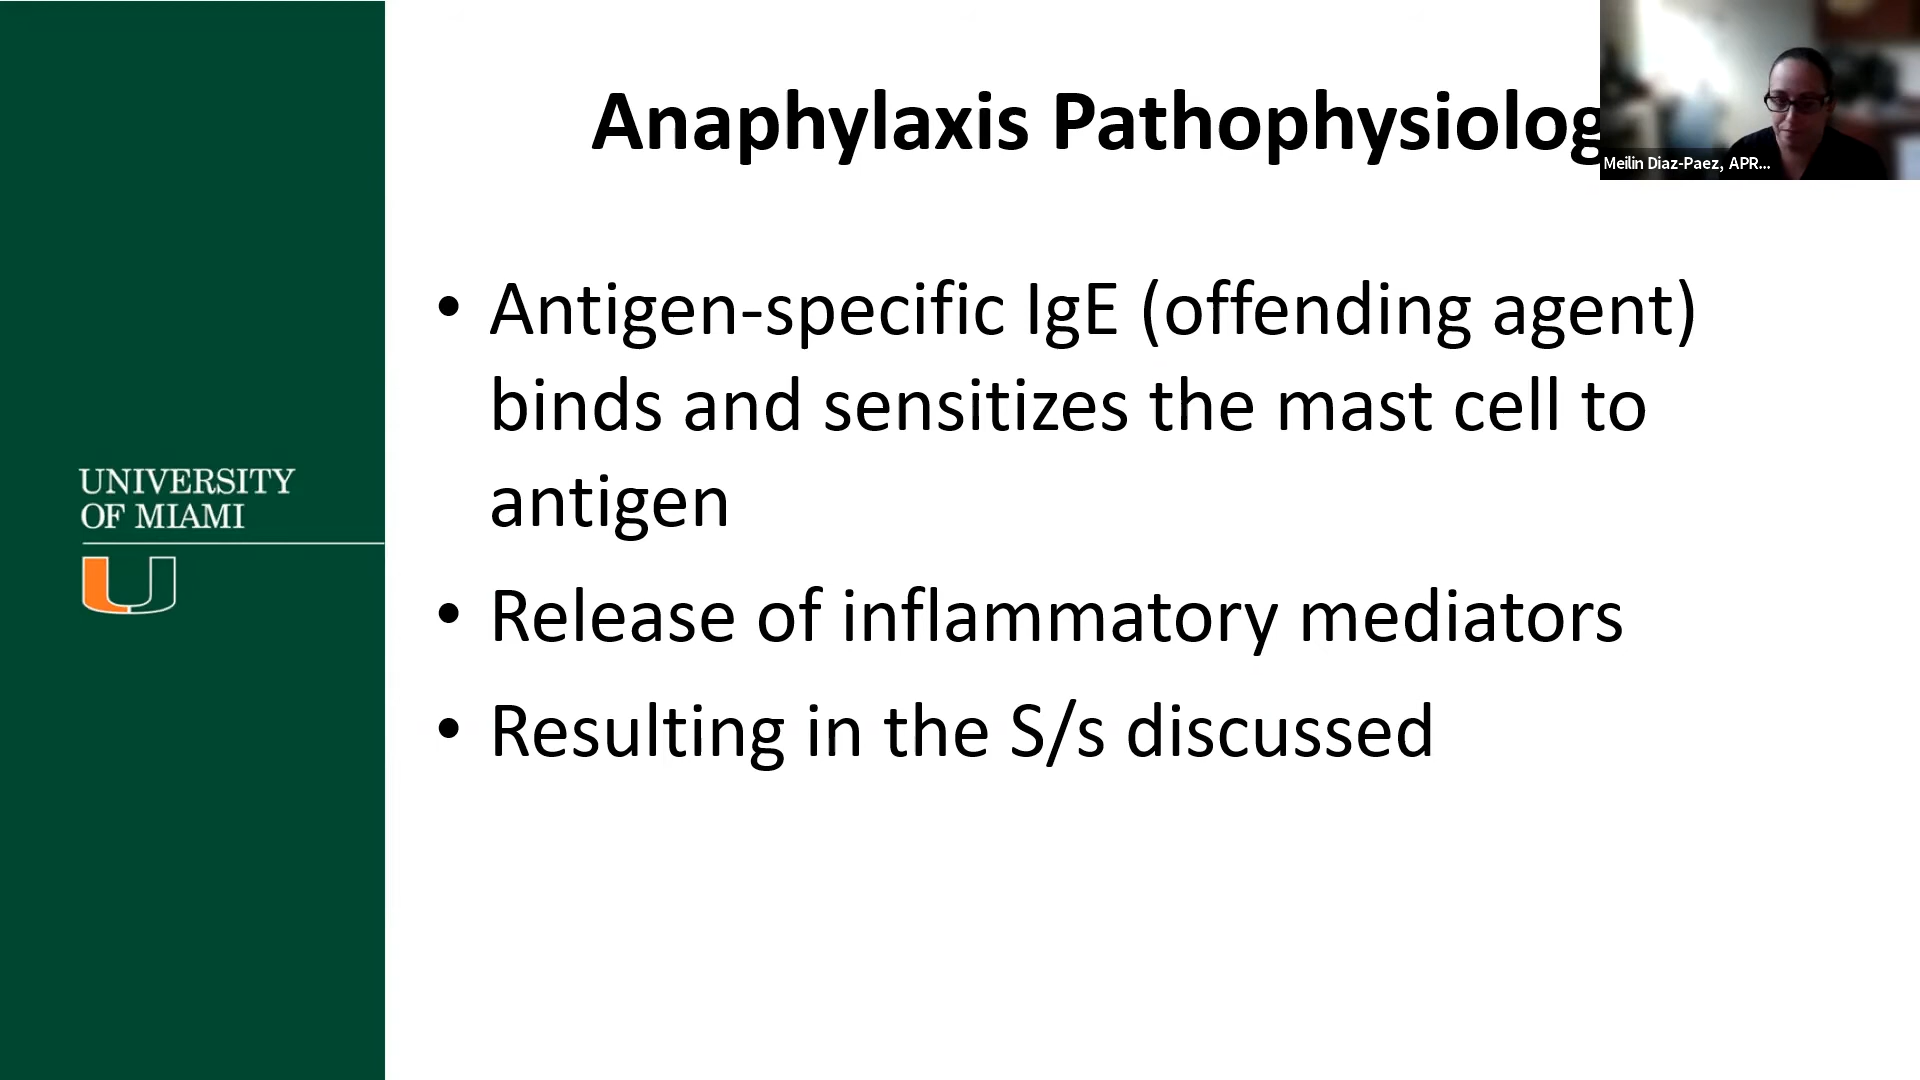 Anaphylaxis Pathophysiolog
Meilin Diaz-Paez, APR...
• Antigen-specific IgE (offending agent)
binds and sensitizes the mast cell to
antigen
• Release of inflammatory mediators
• Resulting in the S/s discussed
UNIVERSITY
OF MIAMI
U